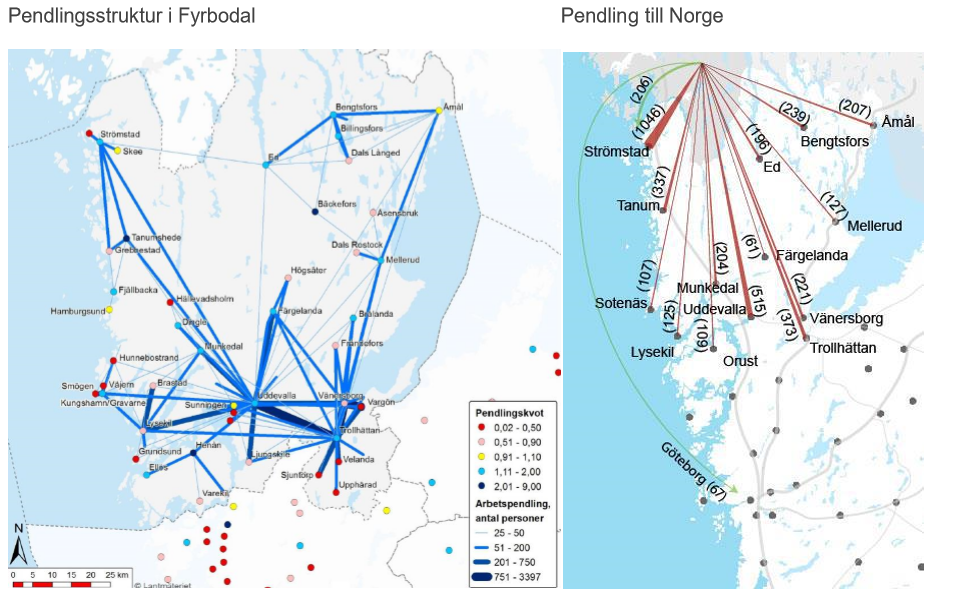 Pendlingsstruktur i Fyrbodal
Pendling till Norge
Bengtsfors
Åmål
Billingsfors
Strömstad
Skee
Dals Långed
Ed
Bäckefors
Åsensbruk
Tanumshede
Grebbestad
Dals Rostock
Mellerud
Högsäter
Fjällbacka
Hällevadsholm
Hamburgsund
Färgelanda
Brålanda
Dingle
Munkedal
Frändefors
Hunnebostrand
Smögen
Väjern
Brastad
Kungshamn/Gravarne
Sunningen
Uddevalla
Vänersborg
Vargön
Lysekil
Trollhättan
Grundsund
Henån
Ljungskile
Velanda
Ellös
Sjuntorp
Upphärad
Varekil
Pendlingskvot
0,02 - 0,50
0,51 - 0,90
0,91 - 1,10
1,11 - 2,00
2,01 - 9,00
Arbetspendling,
antal personer
25 - 50
51 - 200
201 - 750
751 - 3397
N
0 5 10 15 20 25 km
© Lantmäteriet
(206)
(1046)
(239)
(207)
Åmål
Bengtsfors
Strömstad
(196)
Ed
(337)
Tanum
(127)
Mellerud
(61)
Färgelanda
(204)
(107)
Munkedal
(515)
(221)
Sotenäs
Uddevalla
Vänersborg
(125)
(109)
(373)
Trollhättan
Lysekil
Orust
Göteborg (67)